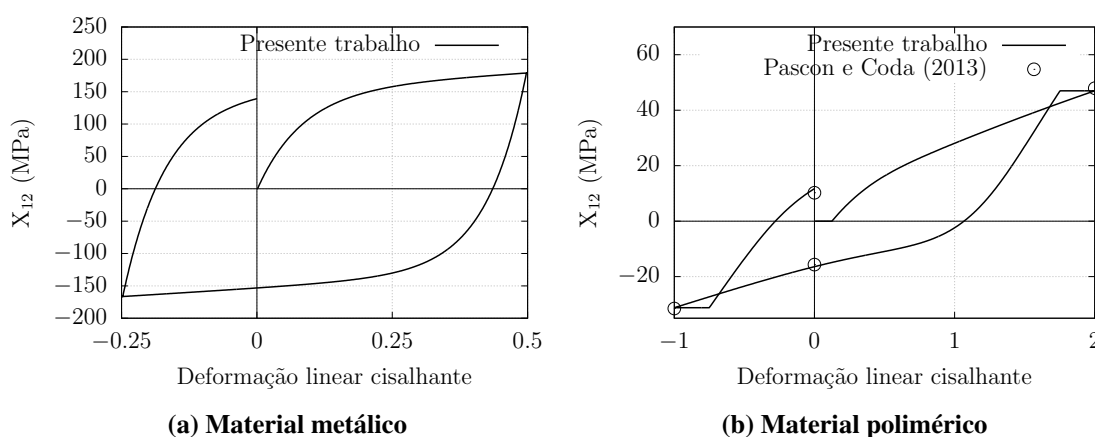 250
200
150
100
50
0
−50
−100
−150
−200
−0.25
0
0.25
0.5
X12 (MPa)
Deformação linear cisalhante
Presente trabalho
(a) Material metálico
60
40
20
0
−20
−1
0
1
2
X12 (MPa)
Deformação linear cisalhante
Presente trabalho
Pascon e Coda (2013)
(b) Material polimérico